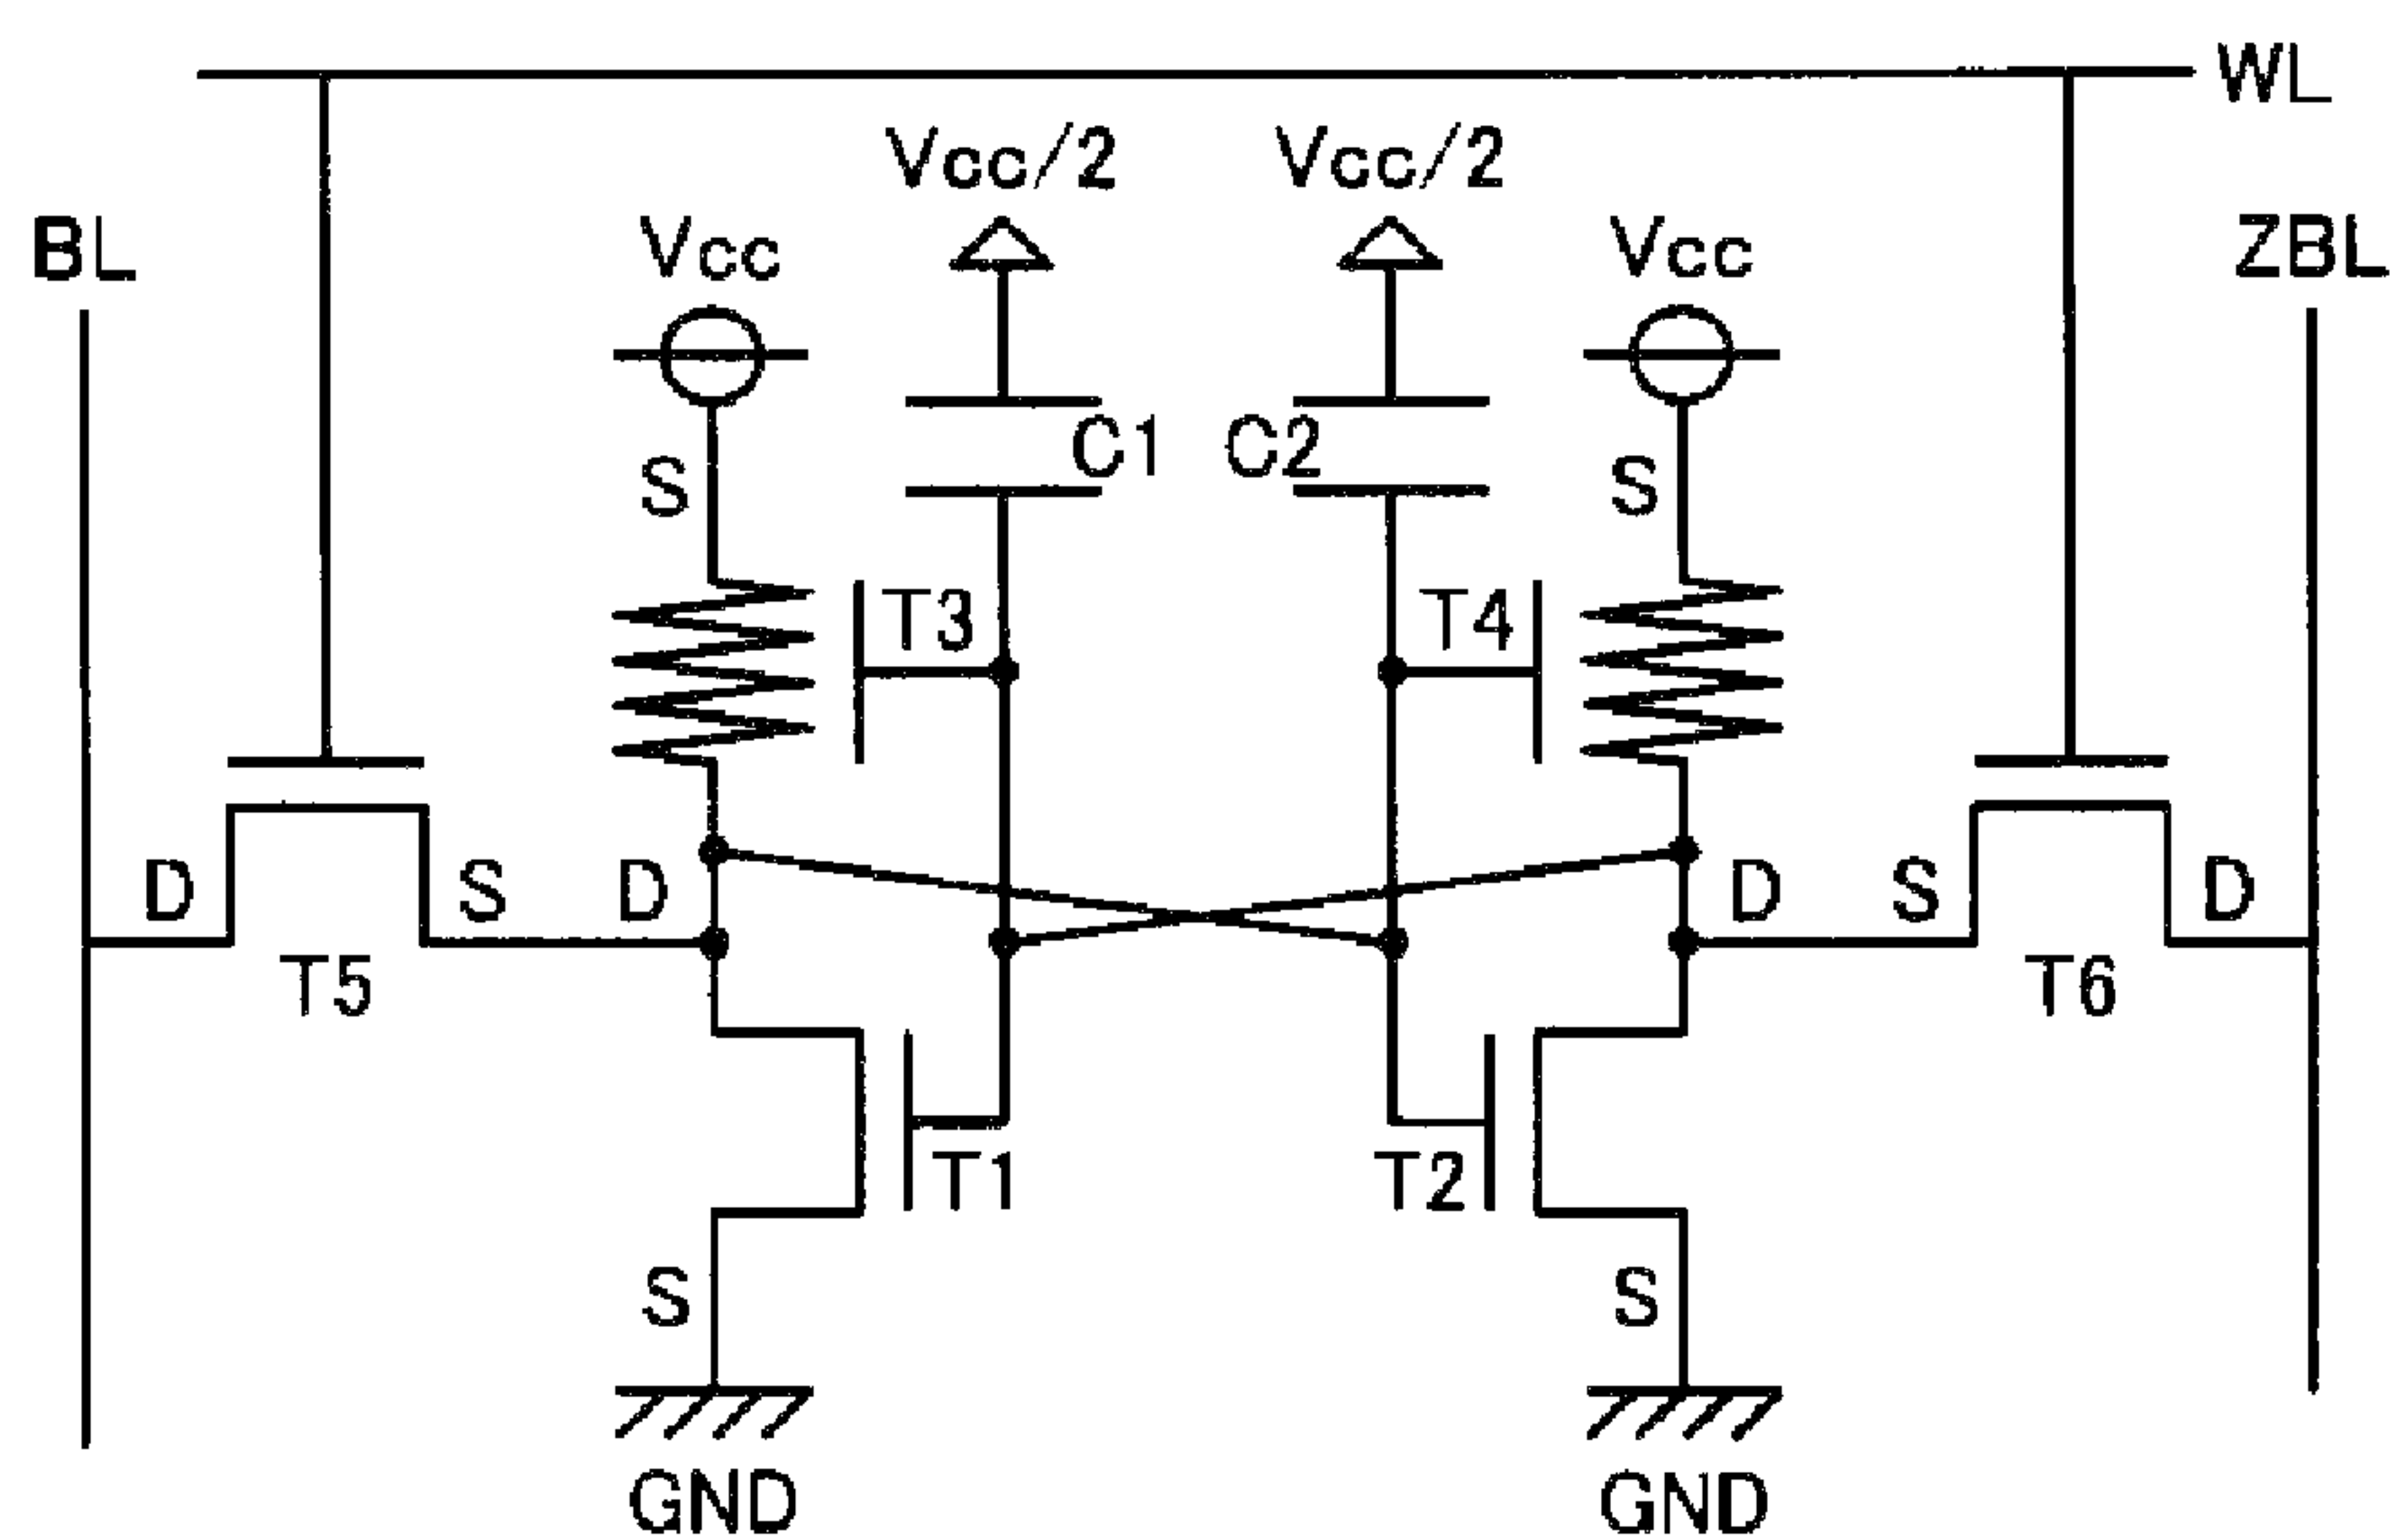 WL
Vcc/2 Vcc/2
BL Vcc Vcc ZBL
C1 C2
S S
T3 T4
D S D D S D
T5 T6
T1 T2
S S
GND GND